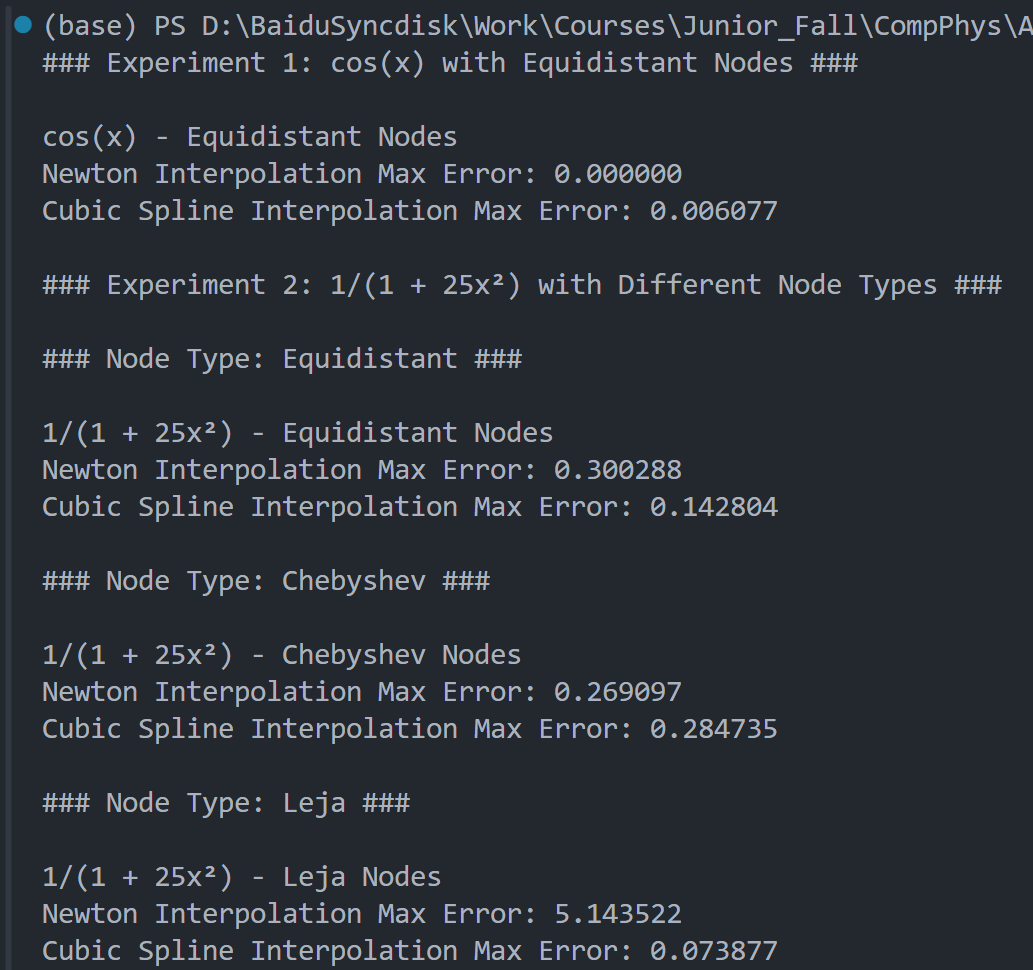 (base) PS D:\BaiduSyncdisk\Work\Courses\Junior_Fall\CompPhys\A
### Experiment 1: cos(x) with Equidistant Nodes ###
cos(x) - Equidistant Nodes
Newton Interpolation Max Error: 0.000000
Cubic Spline Interpolation Max Error: 0.006077
### Experiment 2: 1/(1 + 25x²) with Different Node Types ###
### Node Type: Equidistant ###
1/(1 + 25x²) - Equidistant Nodes
Newton Interpolation Max Error: 0.300288
Cubic Spline Interpolation Max Error: 0.142804
### Node Type: Chebyshev ###
1/(1 + 25x²) - Chebyshev Nodes
Newton Interpolation Max Error: 0.269097
Cubic Spline Interpolation Max Error: 0.284735
### Node Type: Leja ###
1/(1 + 25x²) - Leja Nodes
Newton Interpolation Max Error: 5.143522
Cubic Spline Interpolation Max Error: 0.073877